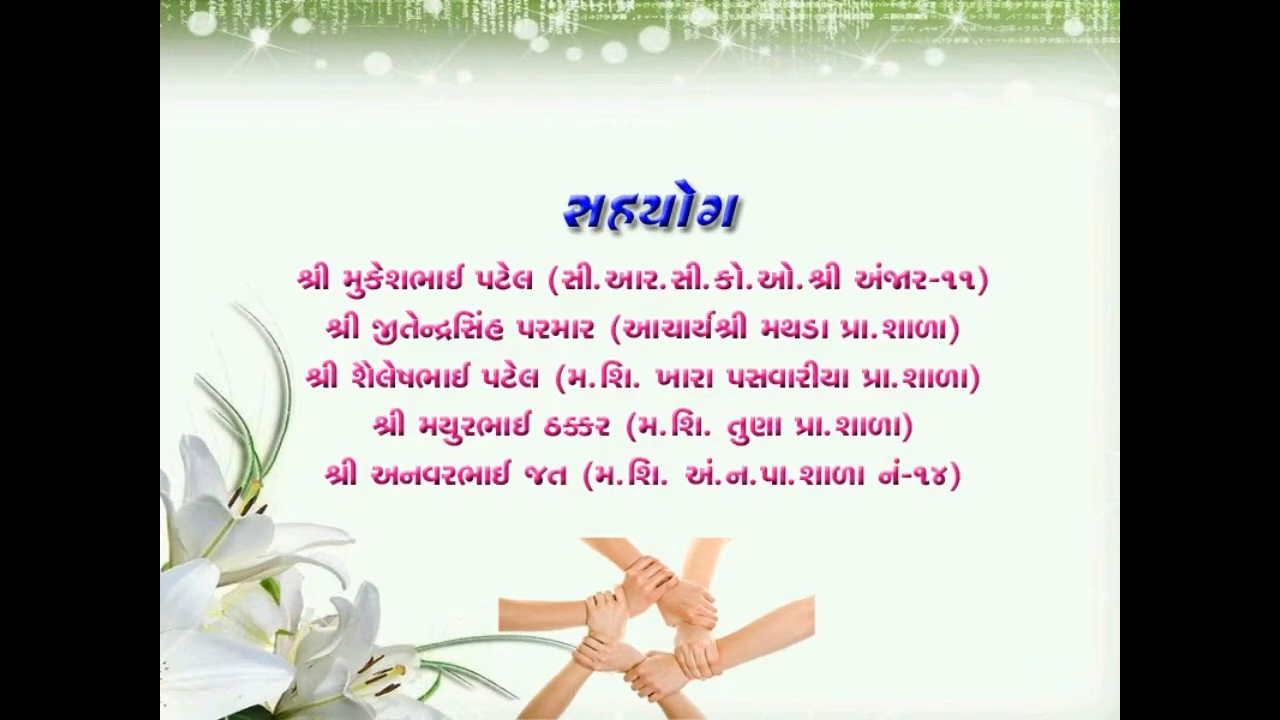 સહયોગ
શ્રી મુકેશભાઈ પટેલ (સી.આર.સી.કો.ઓ.શ્રી અંજાર-૧૧)
શ્રી જીતેન્દ્રસિંહ પરમાર (આચાર્યશ્રી મથડા પ્રા.શાળા)
શ્રી શૈલેષભાઈ પટેલ (મ.શિ. ખારા પસવારીયા પ્રા.શાળા)
શ્રી મયુરભાઈ ઠક્કર (મ.શિ. તુણા પ્રા.શાળા)
શ્રી અનવરભાઈ જત (મ.શિ. અં.ન.પા.શાળા નં-૧૪)